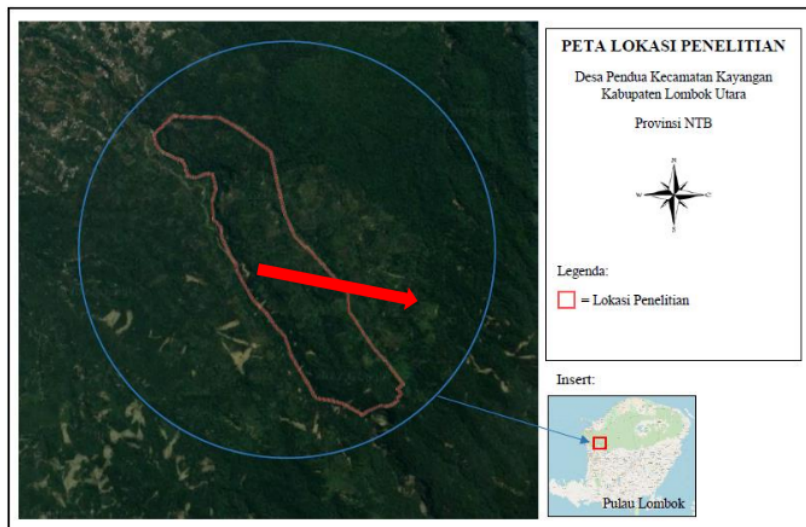 PETA LOKASI PENELITIAN
Desa Pendua Kecamatan Kayangan
Kabupaten Lombok Utara
Provinsi NTB
N
W
S
Legenda:
= Lokasi Penelitian
Insert:
Pulau Lombok